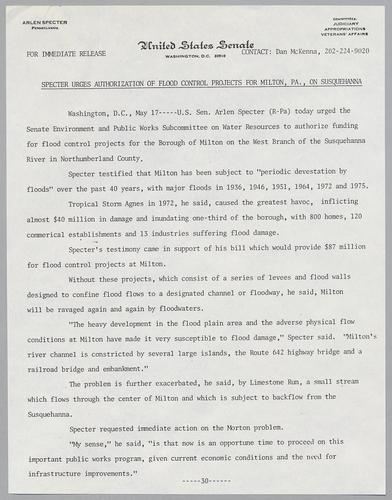 ARLEN SPECTER
PENNSYLVANIA
COMMITTEES:
JUDICIARY
APPROPRIATIONS
VETERANS' AFFAIRS
United States Senate
WASHINGTON, D.C. 20510
FOR IMMEDIATE RELEASE
CONTACT: Dan McKenna, 202-224-9020
SPECTER URGES AUTHORIZATION OF FLOOD CONTROL PROJECTS FOR MILTON, PA., ON SUSQUEHANNA
Washington, D.C., May 17-----U.S. Sen. Arlen Specter (R-Pa) today urged the
Senate Environment and Public Works Subcommittee on Water Resources to authorize funding
for flood control projects for the Borough of Milton on the West Branch of the Susquehanna
River in Northumberland County.
Specter testified that Milton has been subject to "periodic devestation by
floods" over the past 40 years, with major floods in 1936, 1946, 1951, 1964, 1972 and 1975.
Tropical Storm Agnes in 1972, he said, caused the greatest havoc, inflicting
almost $40 million in damage and inundating one-third of the borough, with 800 homes, 120
commerical establishments and 13 industries suffering flood damage.
Specter's testimony came in support of his bill which would provide $87 million
for flood control projects at Milton.
Without these projects, which consist of a series of levees and flood walls
designed to confine flood flows to a designated channel or floodway, he said, Milton
will be ravaged again and again by floodwaters.
"The heavy development in the flood plain area and the adverse physical flow
conditions at Milton have made it very susceptible to flood damage," Specter said. "Milton's
river channel is constricted by several large islands, the Route 642 highway bridge and a
railroad bridge and embankment."
The problem is further exacerbated, he said, by Limestone Run, a small stream
which flows through the center of Milton and which is subject to backflow from the
Susquehanna.
Specter requested immediate action on the Morton problem.
"My sense," he said, "is that now is an opportune time to proceed on this
important public works program, given current economic conditions and the need for
infrastructure improvements."
-----30------